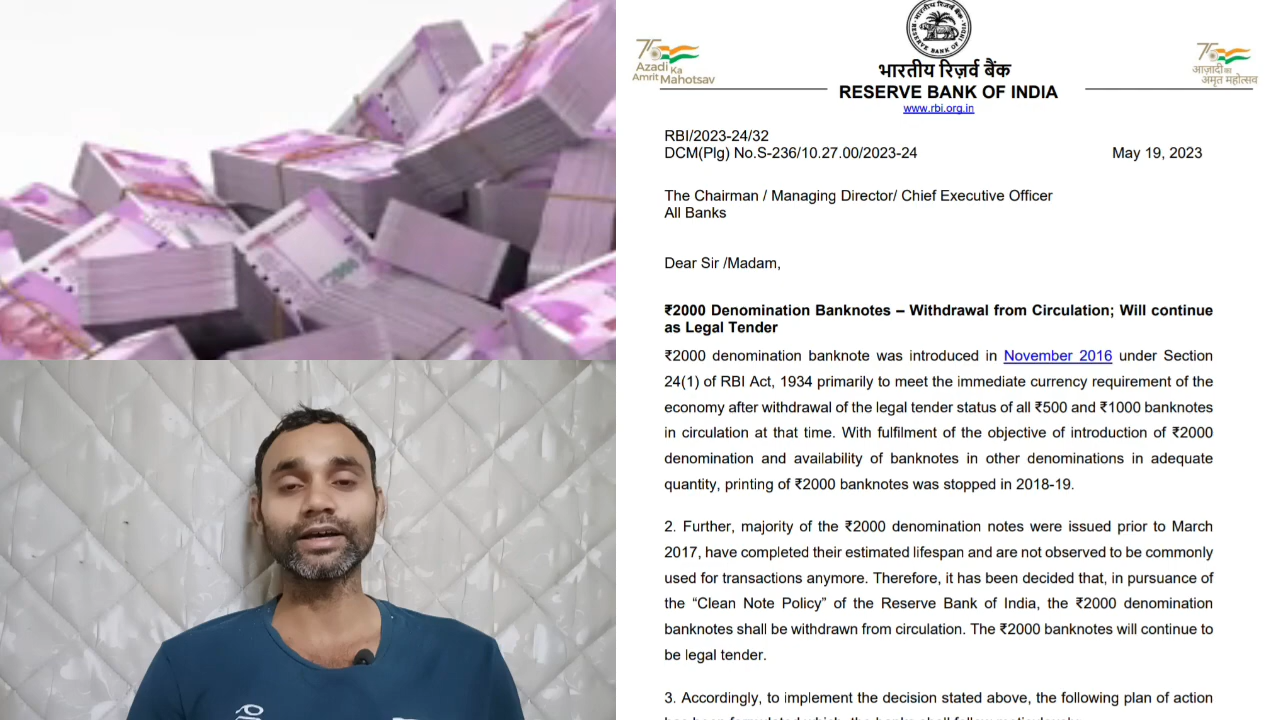 75
Azadi Ka
Amrit Mahotsav
भारतीय रिज़र्व बैंक
RESERVE BANK OF INDIA
www.rbi.org.in
आज़ादी का
अमृत महोत्सव
RBI/2023-24/32
DCM(Plg) No.S-236/10.27.00/2023-24 May 19, 2023
The Chairman / Managing Director/ Chief Executive Officer
All Banks
Dear Sir /Madam,
₹2000 Denomination Banknotes – Withdrawal from Circulation; Will continue
as Legal Tender
₹2000 denomination banknote was introduced in November 2016 under Section
24(1) of RBI Act, 1934 primarily to meet the immediate currency requirement of the
economy after withdrawal of the legal tender status of all ₹500 and ₹1000 banknotes
in circulation at that time. With fulfilment of the objective of introduction of ₹2000
denomination and availability of banknotes in other denominations in adequate
quantity, printing of ₹2000 banknotes was stopped in 2018-19.
2. Further, majority of the ₹2000 denomination notes were issued prior to March
2017, have completed their estimated lifespan and are not observed to be commonly
used for transactions anymore. Therefore, it has been decided that, in pursuance of
the “Clean Note Policy” of the Reserve Bank of India, the ₹2000 denomination
banknotes shall be withdrawn from circulation. The ₹2000 banknotes will continue to
be legal tender.
3. Accordingly, to implement the decision stated above, the following plan of action